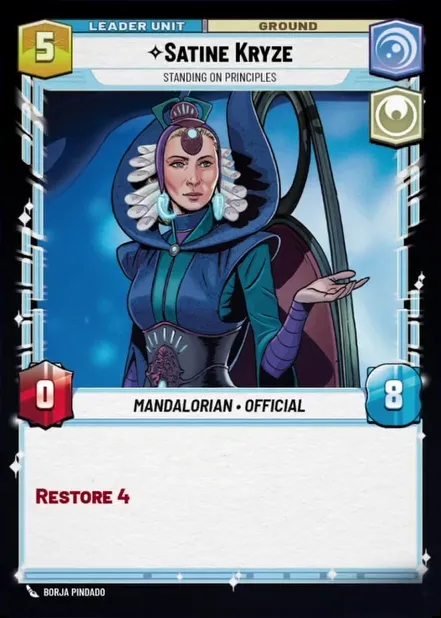 LEADER UNIT
GROUND
5
SATINE KRYZE
STANDING ON PRINCIPLES
0
MANDALORIAN • OFFICIAL
8
RESTORE 4
BORJA PINDADO